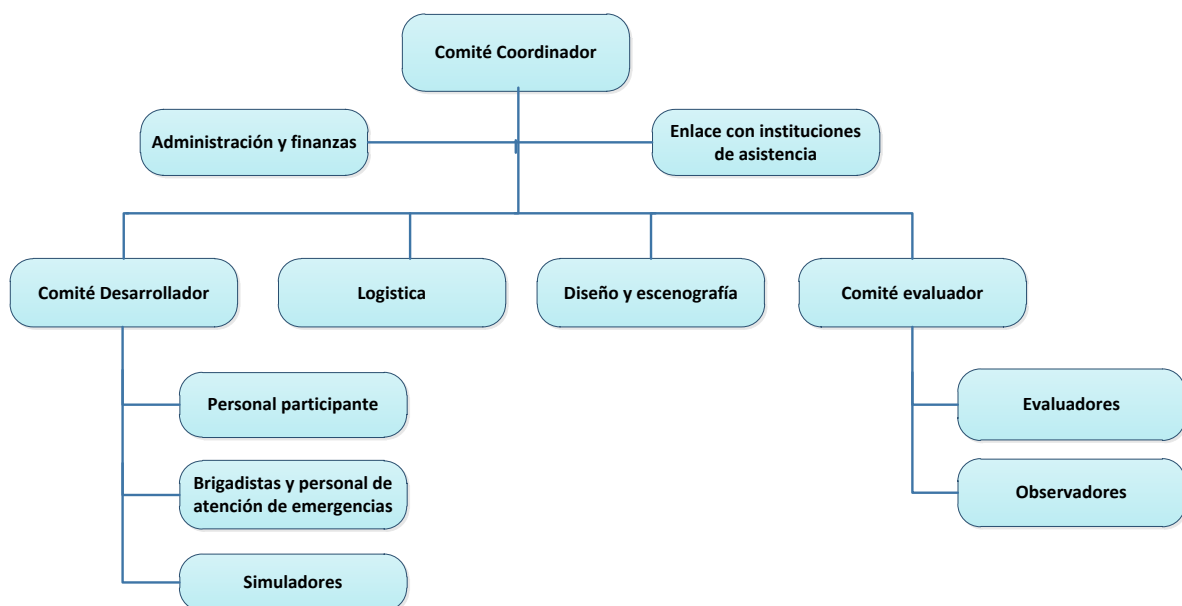 Comité Coordinador
Administración y finanzas
Enlace con instituciones
de asistencia
Comité Desarrollador
Logistica
Diseño y escenografía
Comité evaluador
Personal participante
Evaluadores
Brigadistas y personal de
atención de emergencias
Observadores
Simuladores